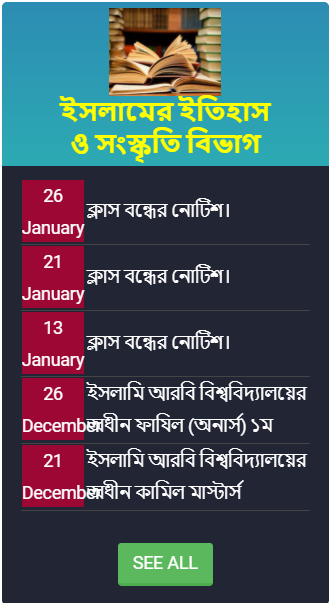 ইসলামের ইতিহাস
ও সংস্কৃতি বিভাগ
26
January
ক্লাস বন্ধের নোটিশ।
21
January
ক্লাস বন্ধের নোটিশ।
13
January
ক্লাস বন্ধের নোটিশ।
26
December
ইসলামি আরবি বিশ্ববিদ্যালয়ের
অধীন ফাযিল (অনার্স) ১ম
21
December
ইসলামি আরবি বিশ্ববিদ্যালয়ের
অধীন কামিল মাস্টার্স
SEE ALL